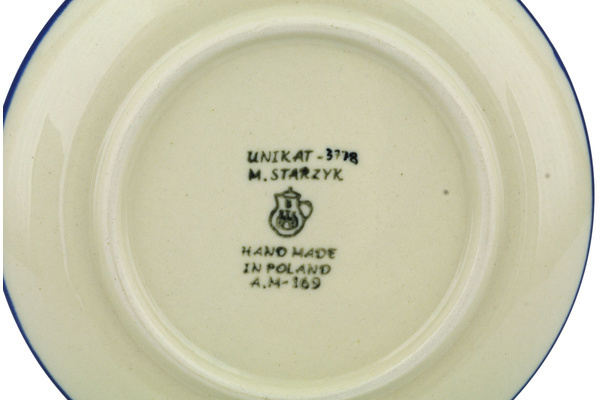 UNIKAT - 3778
M. STARZYK
HAND MADE
IN POLAND
A.M-169